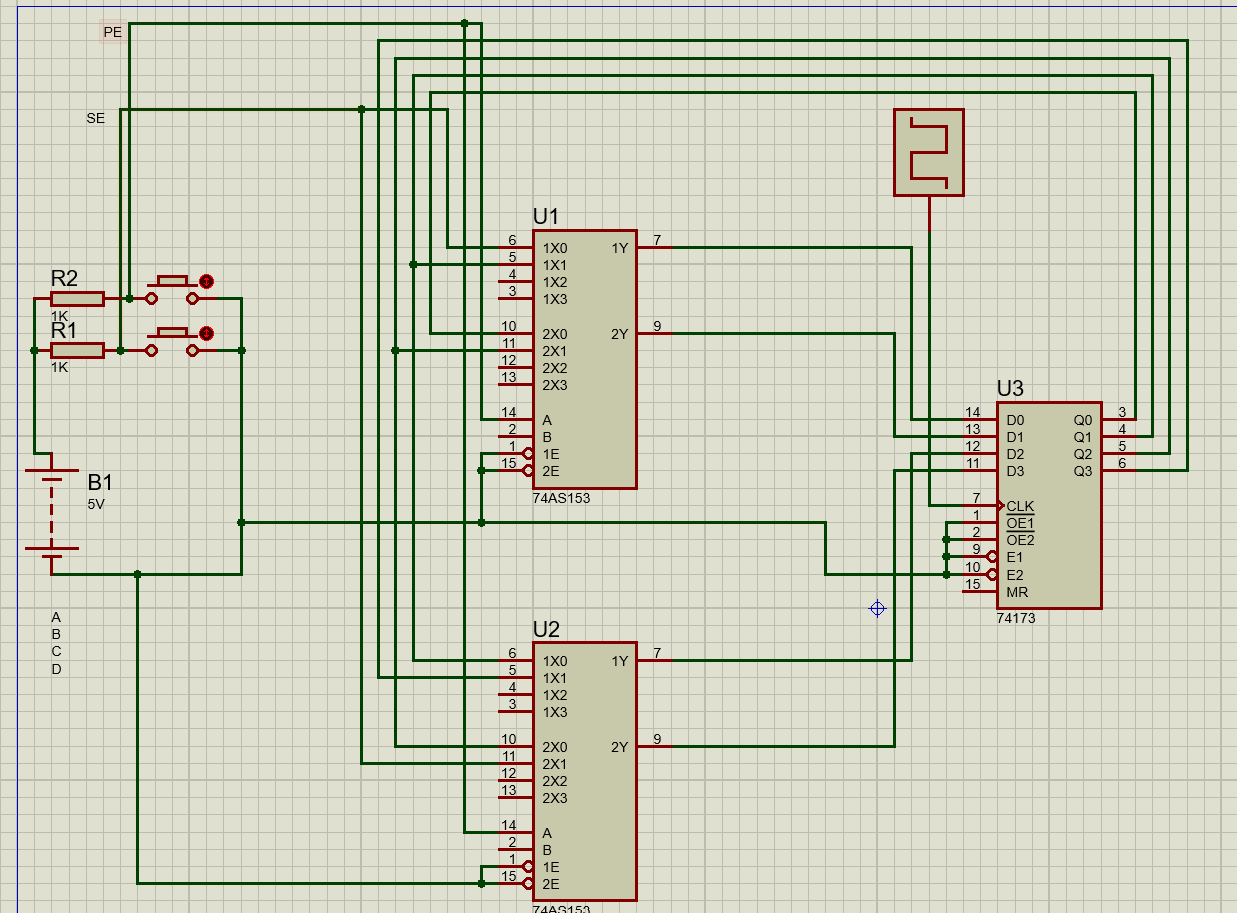 PE
SE
R2
1K
R1
1K
B1
5V
A
B
C
D
U1
6 1X0 1Y 7
5 1X1
4 1X2
3 1X3
10 2X0 2Y 9
11 2X1
12 2X2
13 2X3
14 A
2 B
1 1E
15 2E
74AS153
U2
6 1X0 1Y 7
5 1X1
4 1X2
3 1X3
10 2X0 2Y 9
11 2X1
12 2X2
13 2X3
14 A
2 B
1 1E
15 2E
74AS153
U3
14 D0 Q0 3
13 D1 Q1 4
12 D2 Q2 5
11 D3 Q3 6
7 CLK
1 OE1
2 OE2
9 E1
10 E2
15 MR
74173